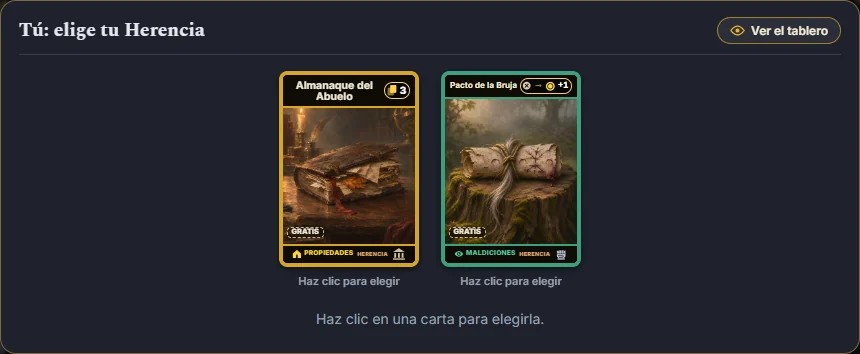 Tú: elige tu Herencia
Ver el tablero
Almanaque del
Abuelo
3
Pacto de la Bruja
→ +1
GRATIS
GRATIS
PROPIEDADES HERENCIA
MALDICIONES HERENCIA
Haz clic para elegir
Haz clic para elegir
Haz clic en una carta para elegirla.